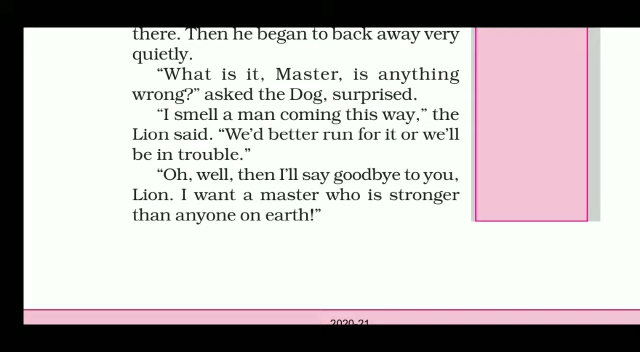 there. Then he began to back away very
quietly.
“What is it, Master, is anything
wrong?” asked the Dog, surprised.
“I smell a man coming this way,” the
Lion said. “We’d better run for it or we’ll
be in trouble.”
“Oh, well, then I’ll say goodbye to you,
Lion. I want a master who is stronger
than anyone on earth!”
2020-21